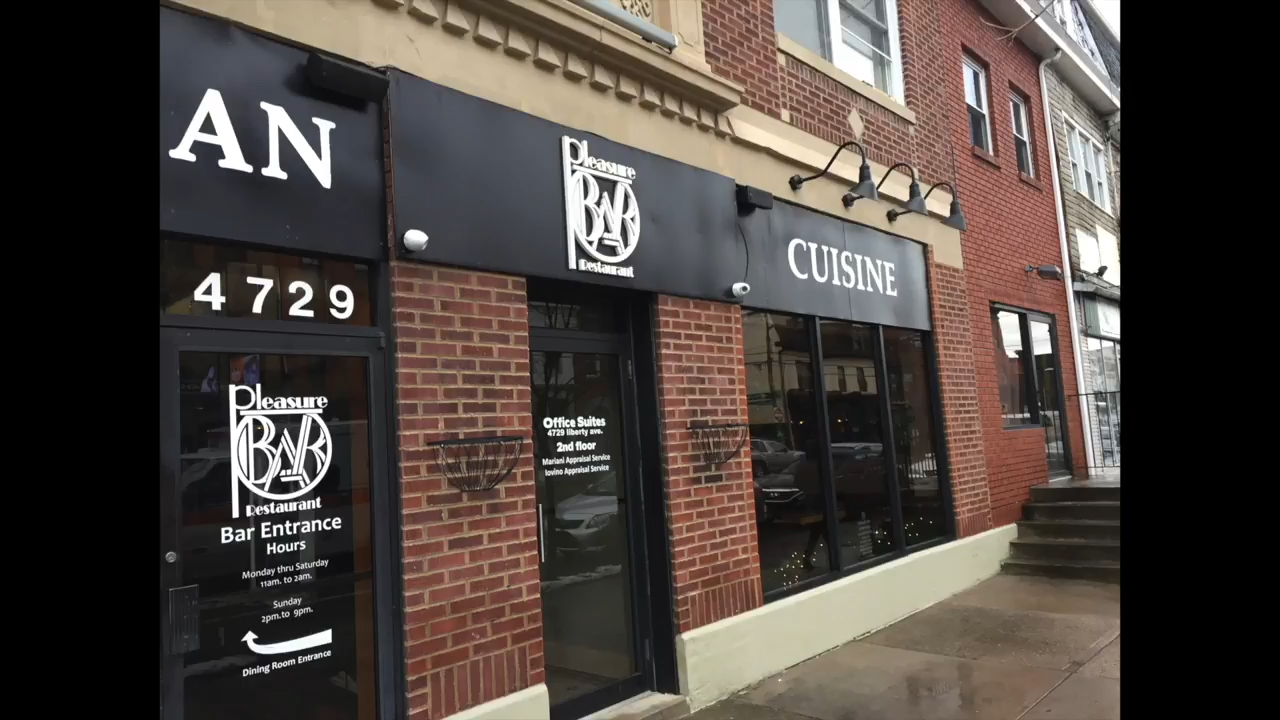 AN
Pleasure
BAR
Restaurant
CUISINE
4729
Pleasure
BAR
Restaurant
Bar Entrance
Hours
Monday thru Saturday
11am. to 2am.
Sunday
2pm.to 9pm.
Dining Room Entrance
Office Suites
4729 liberty ave.
2nd floor
Mariani Appraisal Service
Iovino Appraisal Service